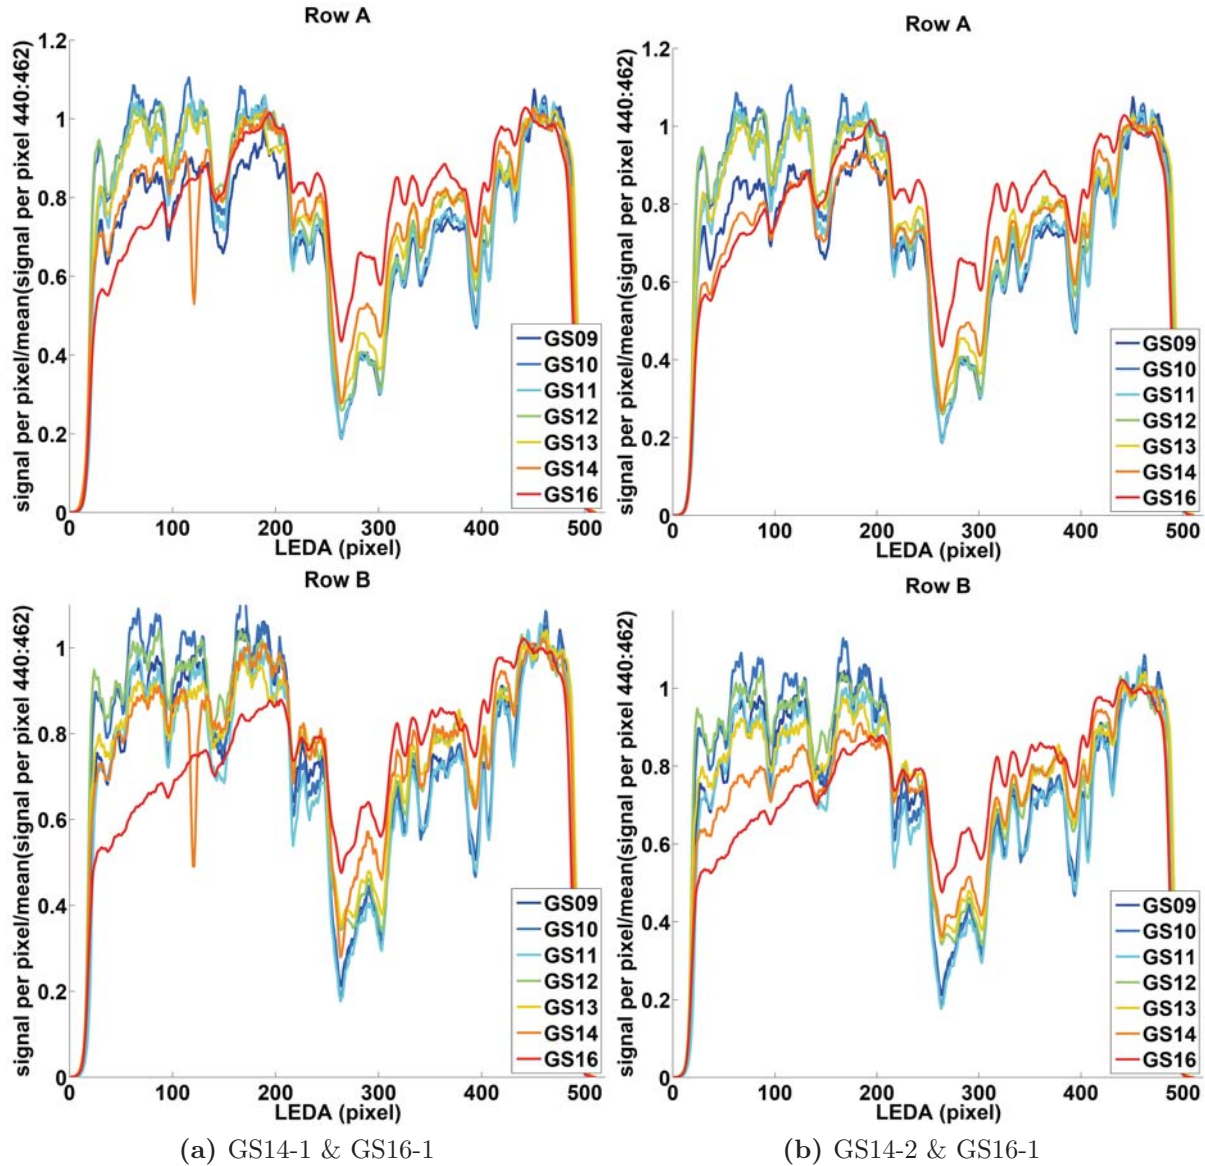 Row A
signal per pixel/mean(signal per pixel 440:462)
1.2
1
0.8
0.6
0.4
0.2
0
0 100 200 300 400 500
LEDA (pixel)
GS09
GS10
GS11
GS12
GS13
GS14
GS16
Row A
signal per pixel/mean(signal per pixel 440:462)
1.2
1
0.8
0.6
0.4
0.2
0
0 100 200 300 400 500
LEDA (pixel)
GS09
GS10
GS11
GS12
GS13
GS14
GS16
Row B
signal per pixel/mean(signal per pixel 440:462)
1
0.8
0.6
0.4
0.2
0
0 100 200 300 400 500
LEDA (pixel)
GS09
GS10
GS11
GS12
GS13
GS14
GS16
Row B
signal per pixel/mean(signal per pixel 440:462)
1
0.8
0.6
0.4
0.2
0
0 100 200 300 400 500
LEDA (pixel)
GS09
GS10
GS11
GS12
GS13
GS14
GS16
(a) GS14-1 & GS16-1
(b) GS14-2 & GS16-1